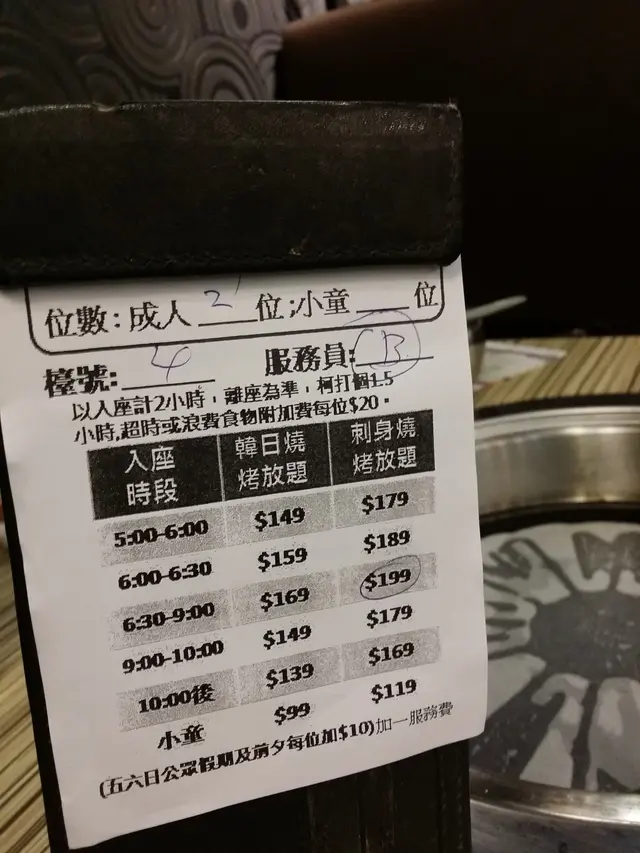 位數:成人 2 位;小童 位
檯號: 4 服務員: B
以入座計2小時,離座為準,柯打個1.5
小時,超時或浪費食物附加費每位$20。
入座時段 韓日燒烤放題 刺身燒烤放題
5:00-6:00 $149 $179
6:00-6:30 $159 $189
6:30-9:00 $169 $199
9:00-10:00 $149 $179
10:00後 $139 $169
小童 $99 $119
(五六日公眾假期及前夕每位加$10)加一服務費